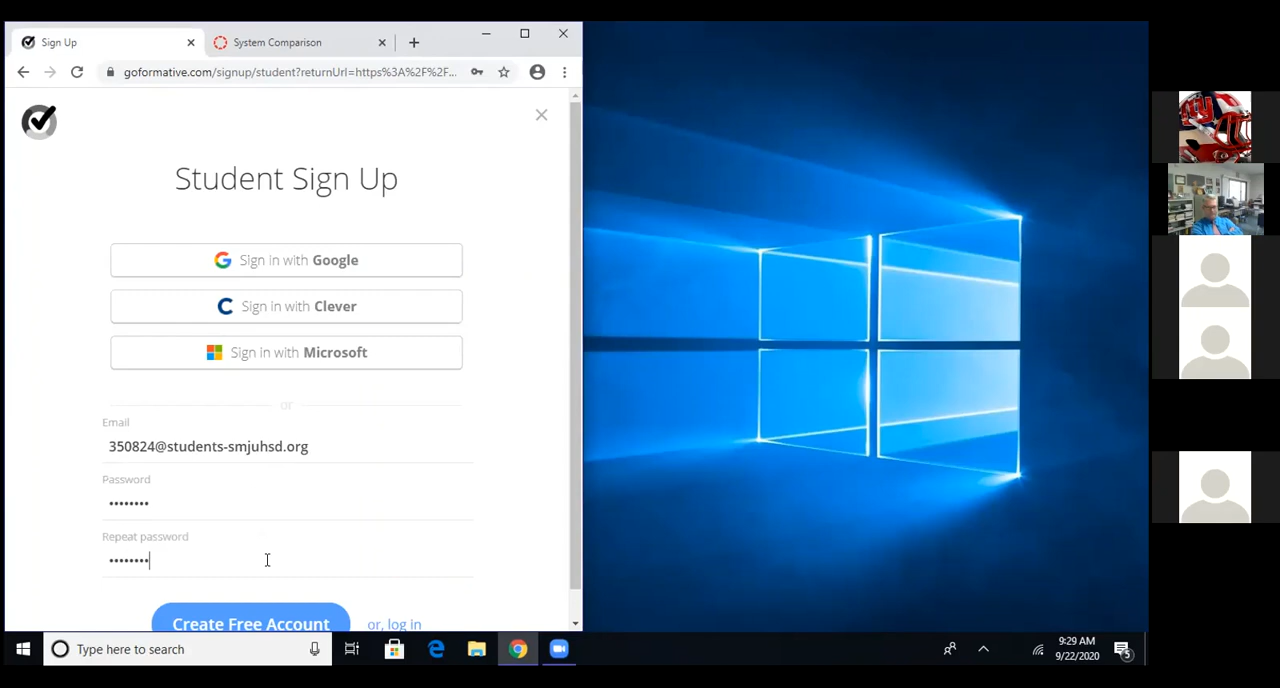 Sign Up
System Comparison
goformative.com/signup/student?returnUrl=https%3A%2F%2F...
Student Sign Up
Sign in with Google
Sign in with Clever
Sign in with Microsoft
or
Email
350824@students-smjuhsd.org
Password
••••••••
Repeat password
••••••••
Create Free Account or, log in
Type here to search
9:29 AM
9/22/2020
5